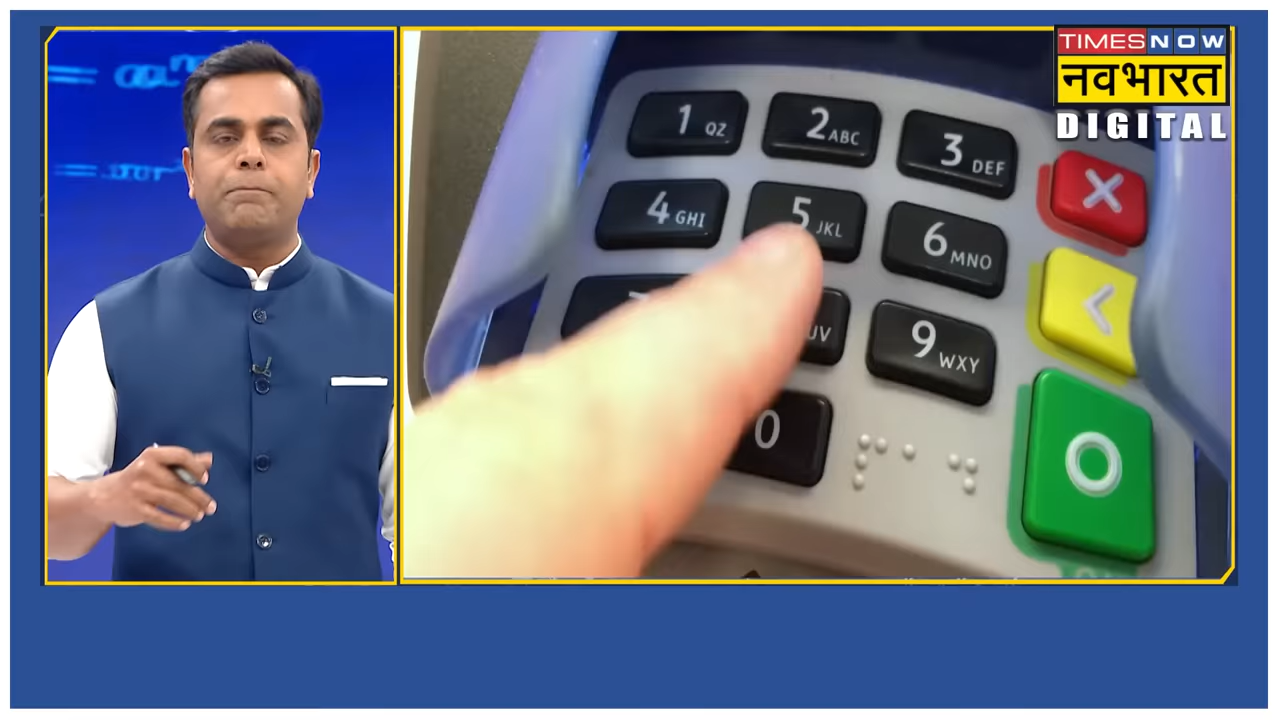 TIMES NOW
नवभारत
DIGITAL
1 QZ
2 ABC
3 DEF
4 GHI
5 JKL
6 MNO
UV
9 WXY
0